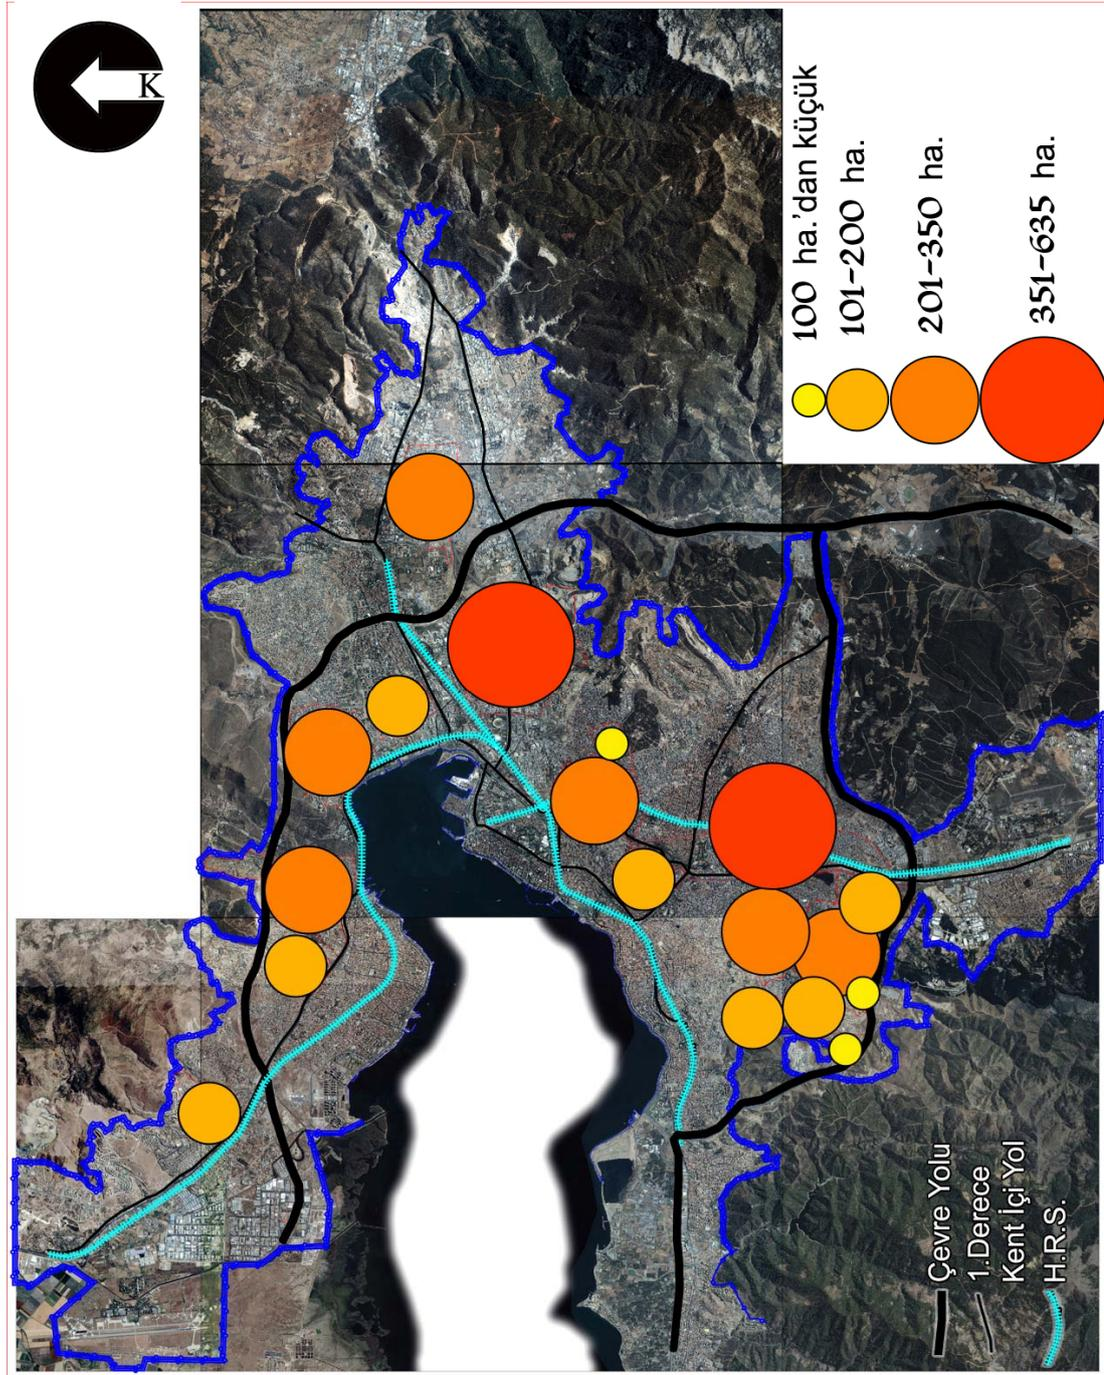 K
100 ha.'dan küçük
101-200 ha.
201-350 ha.
351-635 ha.
Çevre Yolu
1.Derece
Kent İçi Yol
H.R.S.